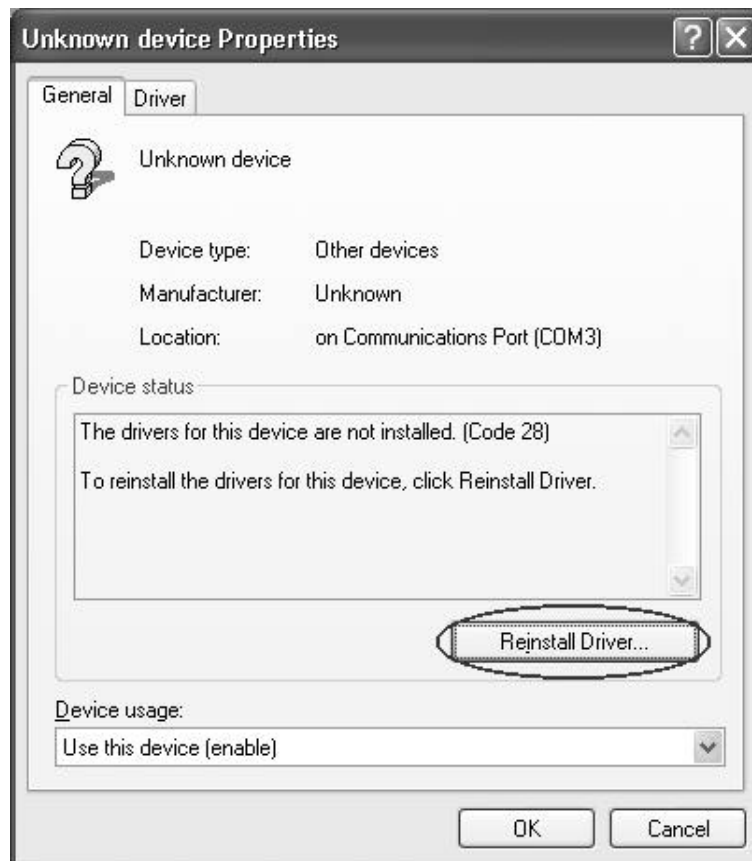 Unknown device Properties
General Driver
Unknown device
Device type: Other devices
Manufacturer: Unknown
Location: on Communications Port (COM3)
Device status
The drivers for this device are not installed. (Code 28)
To reinstall the drivers for this device, click Reinstall Driver.
Reinstall Driver...
Device usage:
Use this device (enable)
OK Cancel